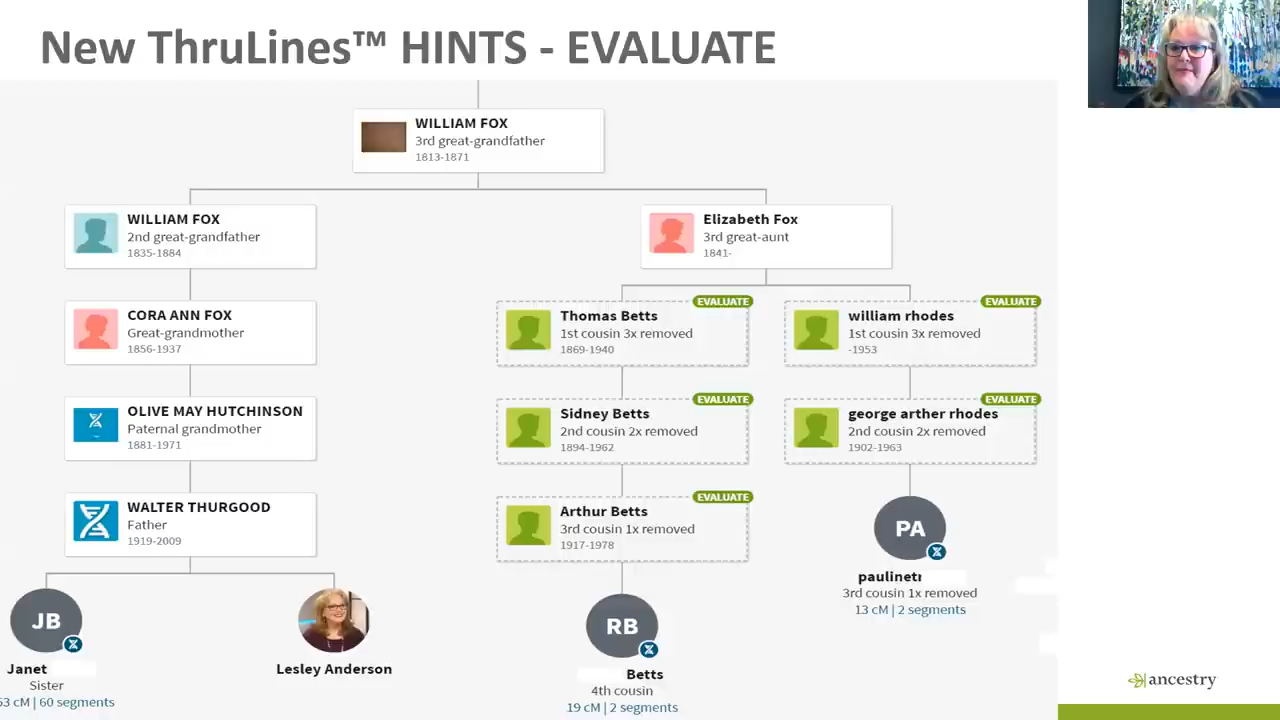 New ThruLines™ HINTS - EVALUATE
WILLIAM FOX
3rd great-grandfather
1813-1871
WILLIAM FOX
2nd great-grandfather
1835-1884
Elizabeth Fox
3rd great-aunt
1841-
CORA ANN FOX
Great-grandmother
1856-1937
EVALUATE
Thomas Betts
1st cousin 3x removed
1869-1940
EVALUATE
william rhodes
1st cousin 3x removed
-1953
OLIVE MAY HUTCHINSON
Paternal grandmother
1881-1971
EVALUATE
Sidney Betts
2nd cousin 2x removed
1894-1962
EVALUATE
george arther rhodes
2nd cousin 2x removed
1902-1963
WALTER THURGOOD
Father
1919-2009
EVALUATE
Arthur Betts
3rd cousin 1x removed
1917-1978
PA
paulinetr
3rd cousin 1x removed
13 cM | 2 segments
JB
Janet
Sister
53 cM | 60 segments
Lesley Anderson
RB
Betts
4th cousin
19 cM | 2 segments
ancestry